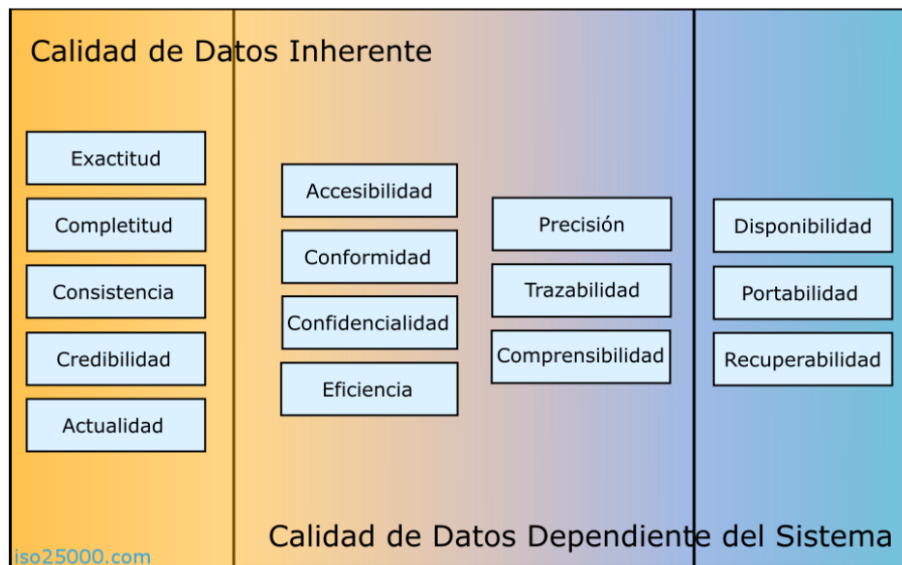 Calidad de Datos Inherente
Exactitud
Completitud
Consistencia
Credibilidad
Actualidad
Accesibilidad
Conformidad
Confidencialidad
Eficiencia
Precisión
Trazabilidad
Comprensibilidad
Disponibilidad
Portabilidad
Recuperabilidad
Calidad de Datos Dependiente del Sistema
iso25000.com